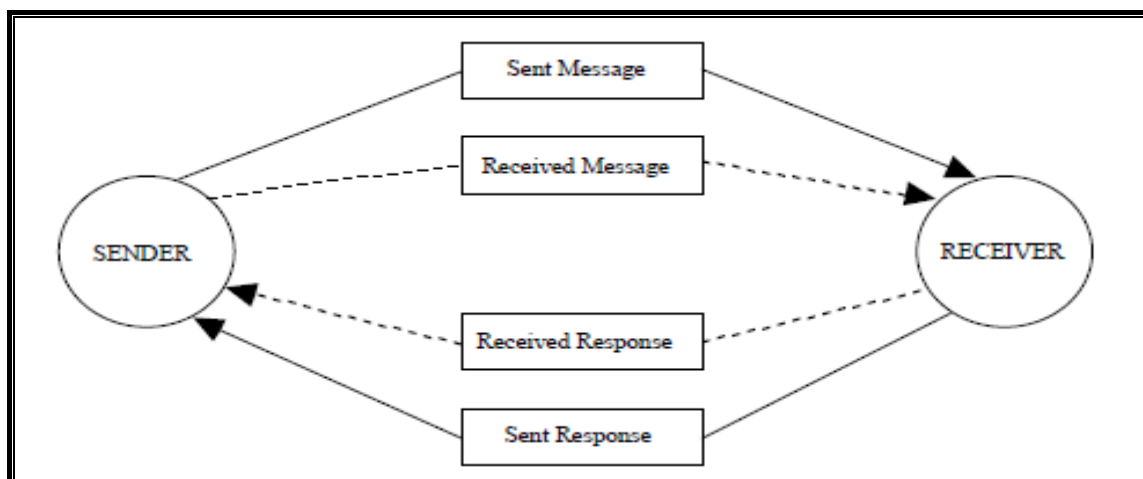 Sent Message
Received Message
SENDER
RECEIVER
Received Response
Sent Response